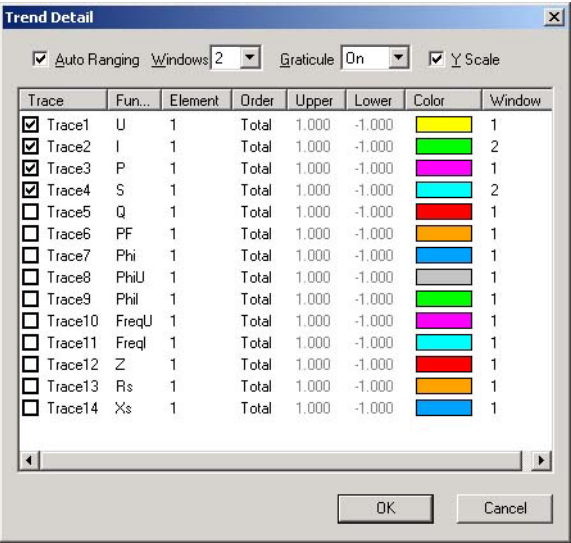 Trend Detail
Auto Ranging Windows 2 Graticule On Y Scale
Trace Fun... Element Order Upper Lower Color Window
Trace1 U 1 Total 1.000 -1.000 1
Trace2 I 1 Total 1.000 -1.000 2
Trace3 P 1 Total 1.000 -1.000 1
Trace4 S 1 Total 1.000 -1.000 2
Trace5 Q 1 Total 1.000 -1.000 1
Trace6 PF 1 Total 1.000 -1.000 1
Trace7 Phi 1 Total 1.000 -1.000 1
Trace8 PhiU 1 Total 1.000 -1.000 1
Trace9 PhiI 1 Total 1.000 -1.000 1
Trace10 FreqU 1 Total 1.000 -1.000 1
Trace11 FreqI 1 Total 1.000 -1.000 1
Trace12 Z 1 Total 1.000 -1.000 1
Trace13 Rs 1 Total 1.000 -1.000 1
Trace14 Xs 1 Total 1.000 -1.000 1
OK Cancel